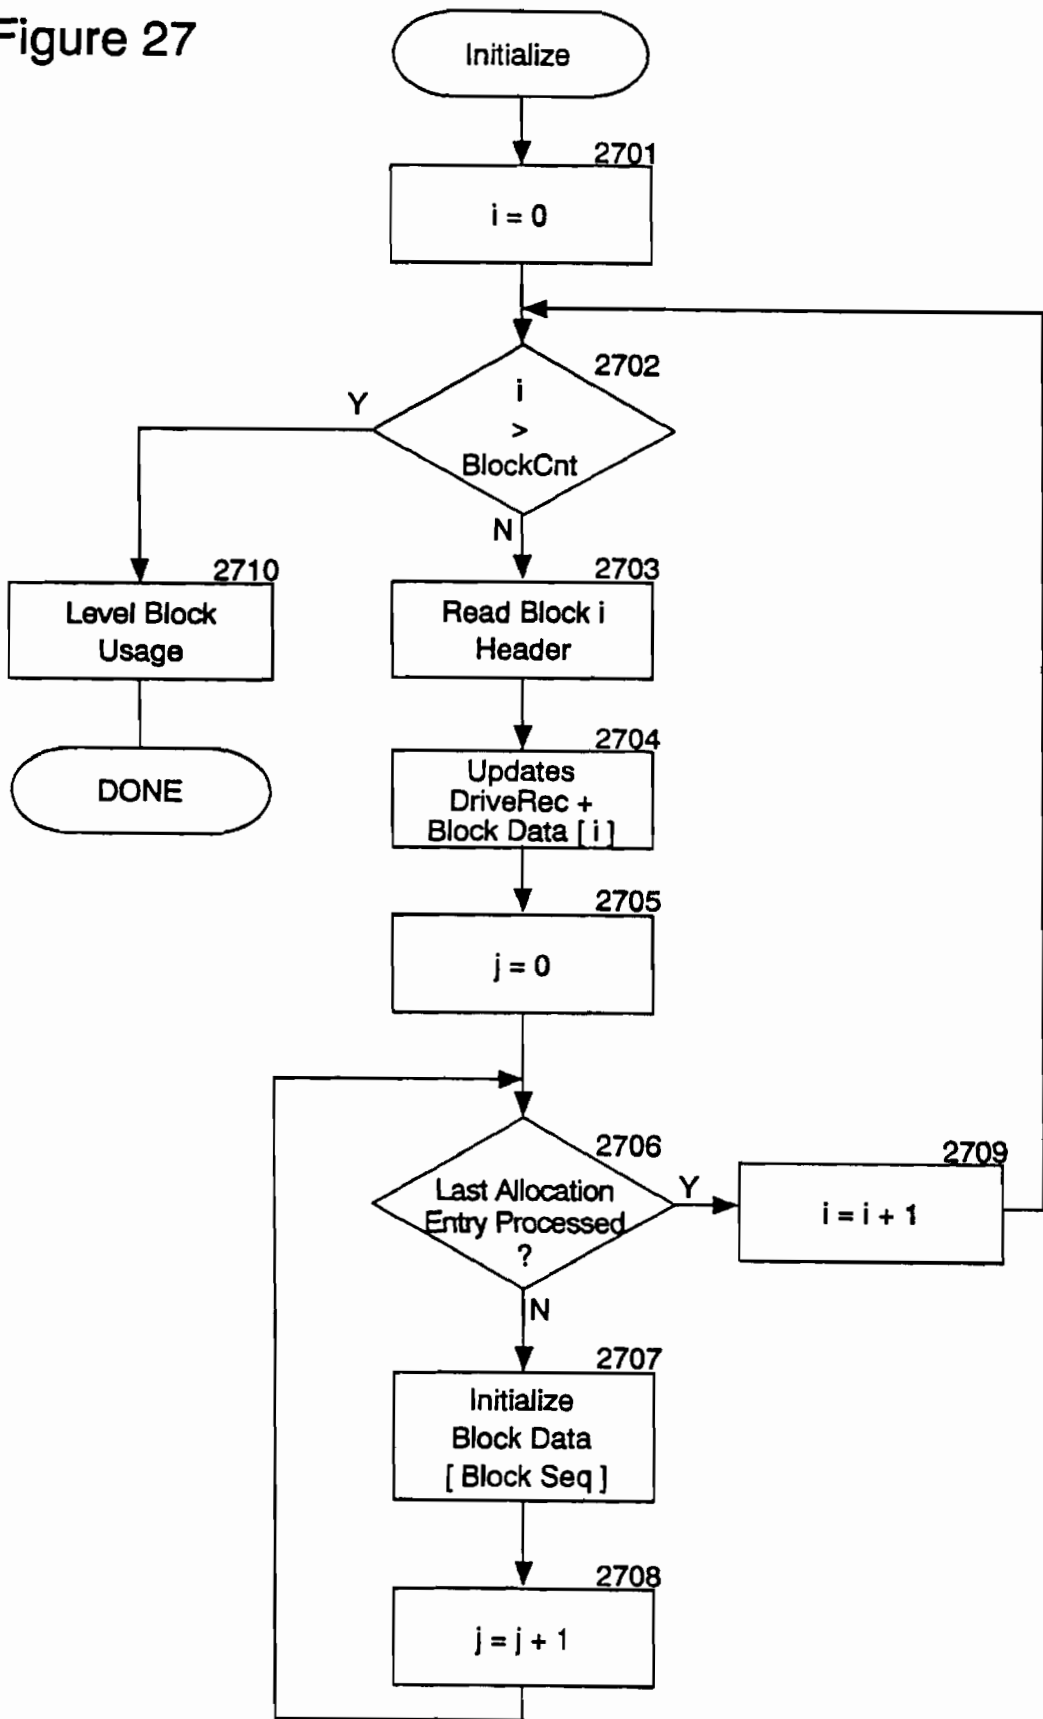 Figure 27
Initialize
2701
i = 0
2702
i
>
BlockCnt
Y
N
2710
Level Block
Usage
DONE
2703
Read Block i
Header
2704
Updates
DriveRec +
Block Data [ i ]
2705
j = 0
2706
Last Allocation
Entry Processed
?
Y
2709
i = i + 1
N
2707
Initialize
Block Data
[ Block Seq ]
2708
j = j + 1